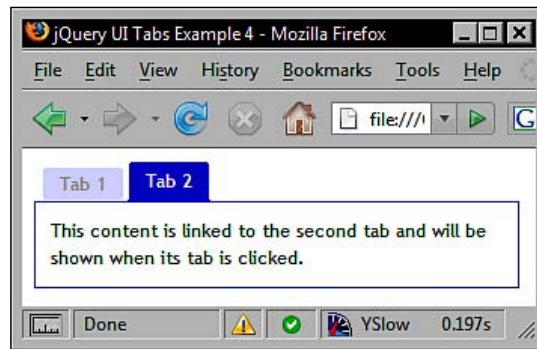 jQuery UI Tabs Example 4 - Mozilla Firefox
File Edit View History Bookmarks Tools Help
file:///
Tab 1 Tab 2
This content is linked to the second tab and will be
shown when its tab is clicked.
Done YSlow 0.197s